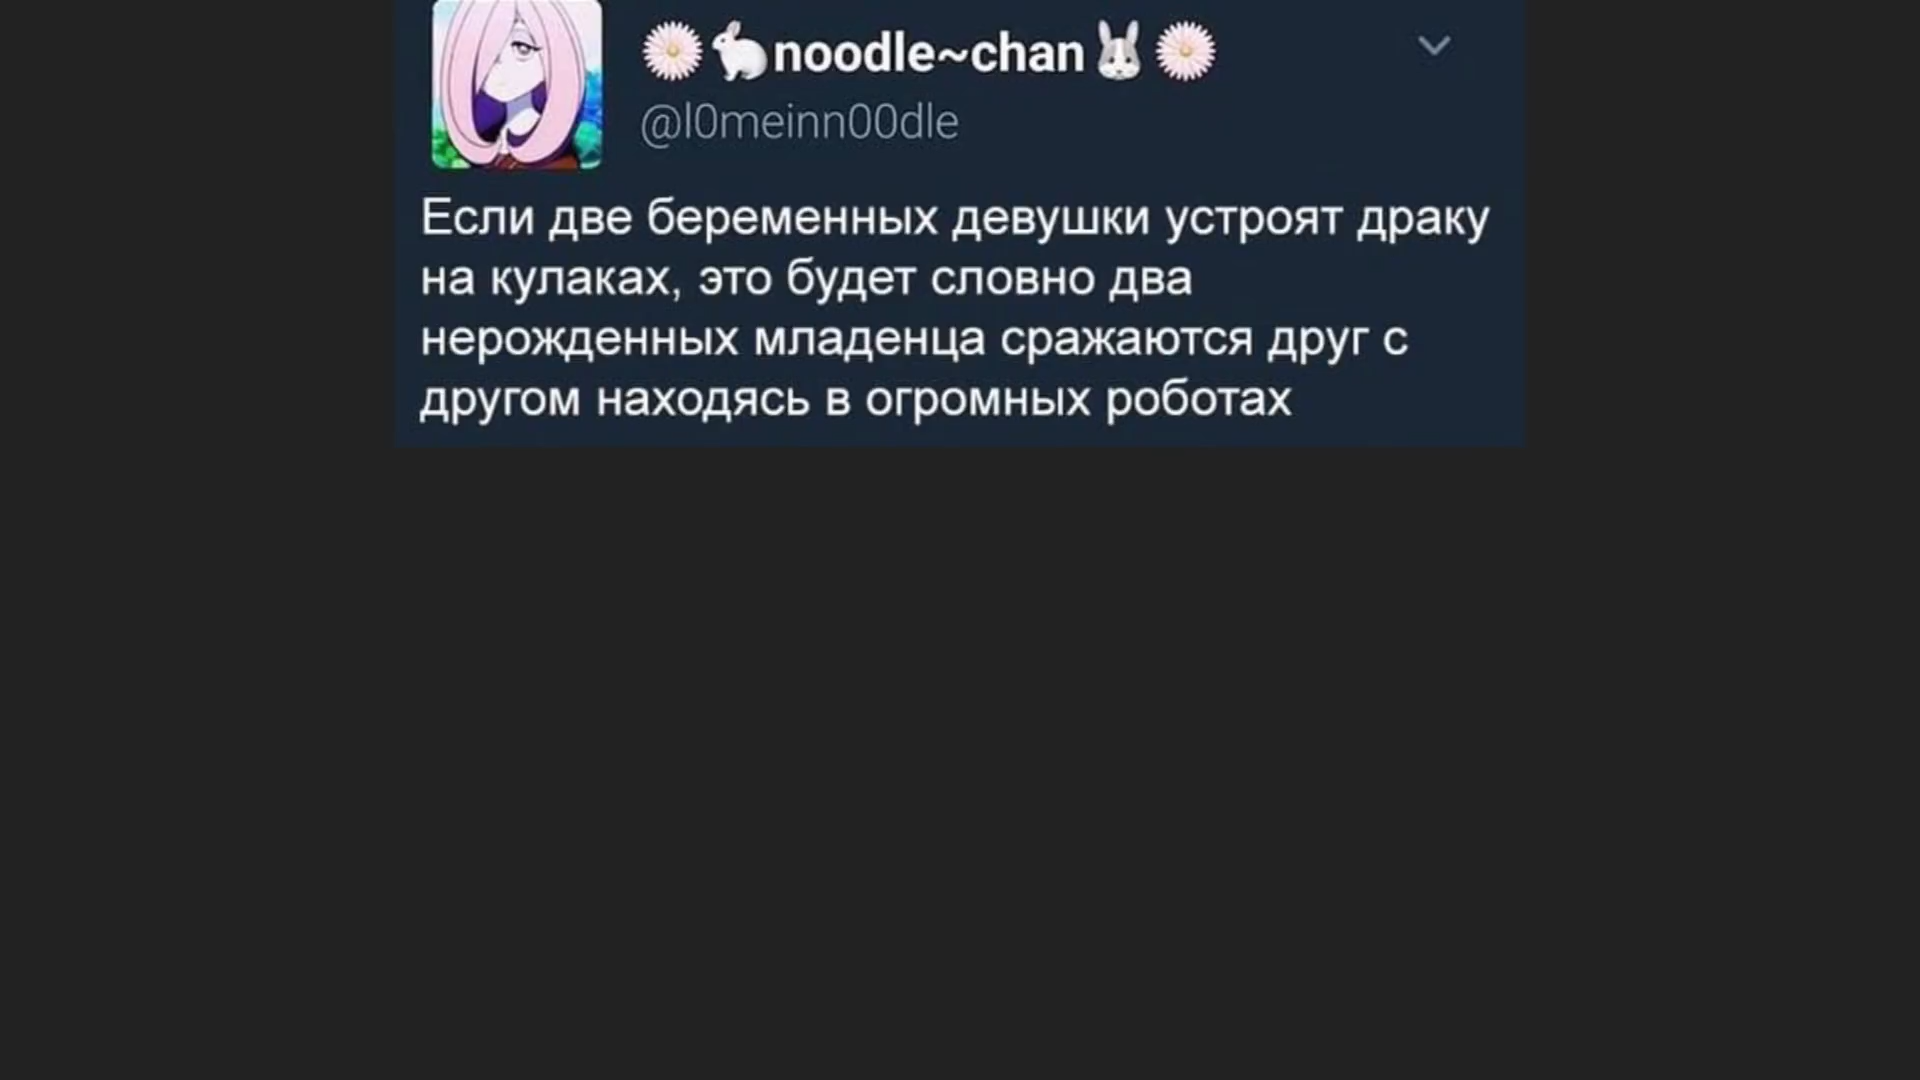 🌼🐇noodle~chan🐰🌼
@l0meinn00dle
Если две беременных девушки устроят драку
на кулаках, это будет словно два
нерожденных младенца сражаются друг с
другом находясь в огромных роботах